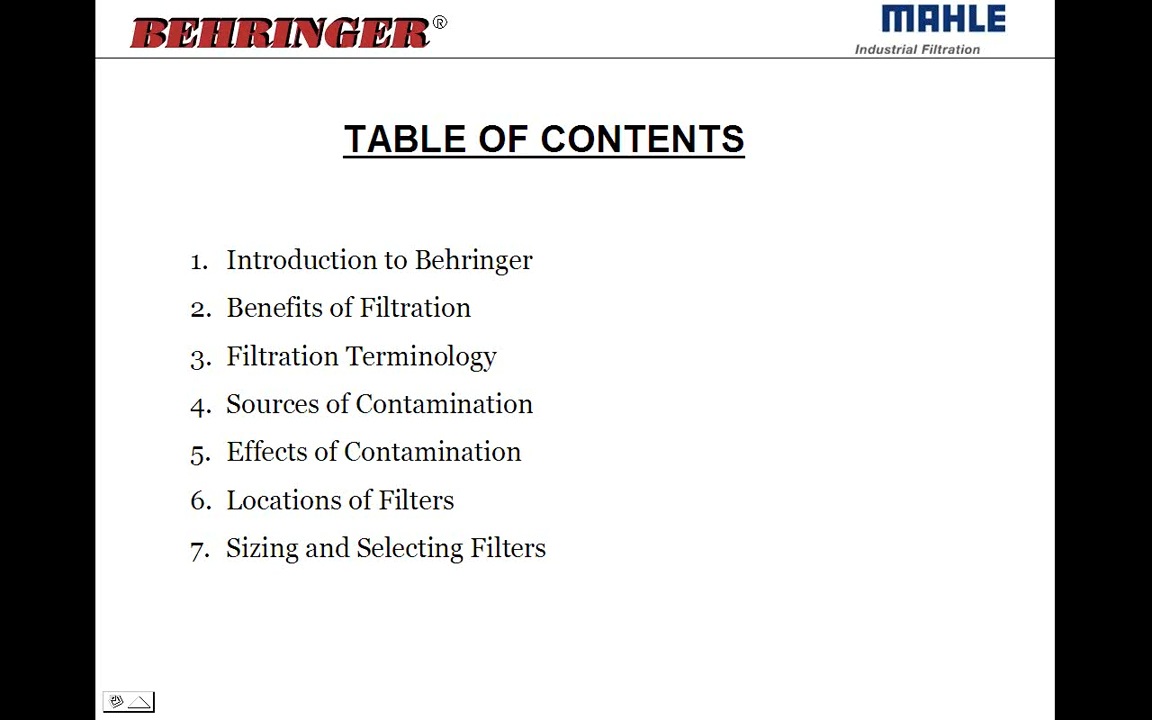 BEHRINGER®
MAHLE
Industrial Filtration
TABLE OF CONTENTS
1. Introduction to Behringer
2. Benefits of Filtration
3. Filtration Terminology
4. Sources of Contamination
5. Effects of Contamination
6. Locations of Filters
7. Sizing and Selecting Filters